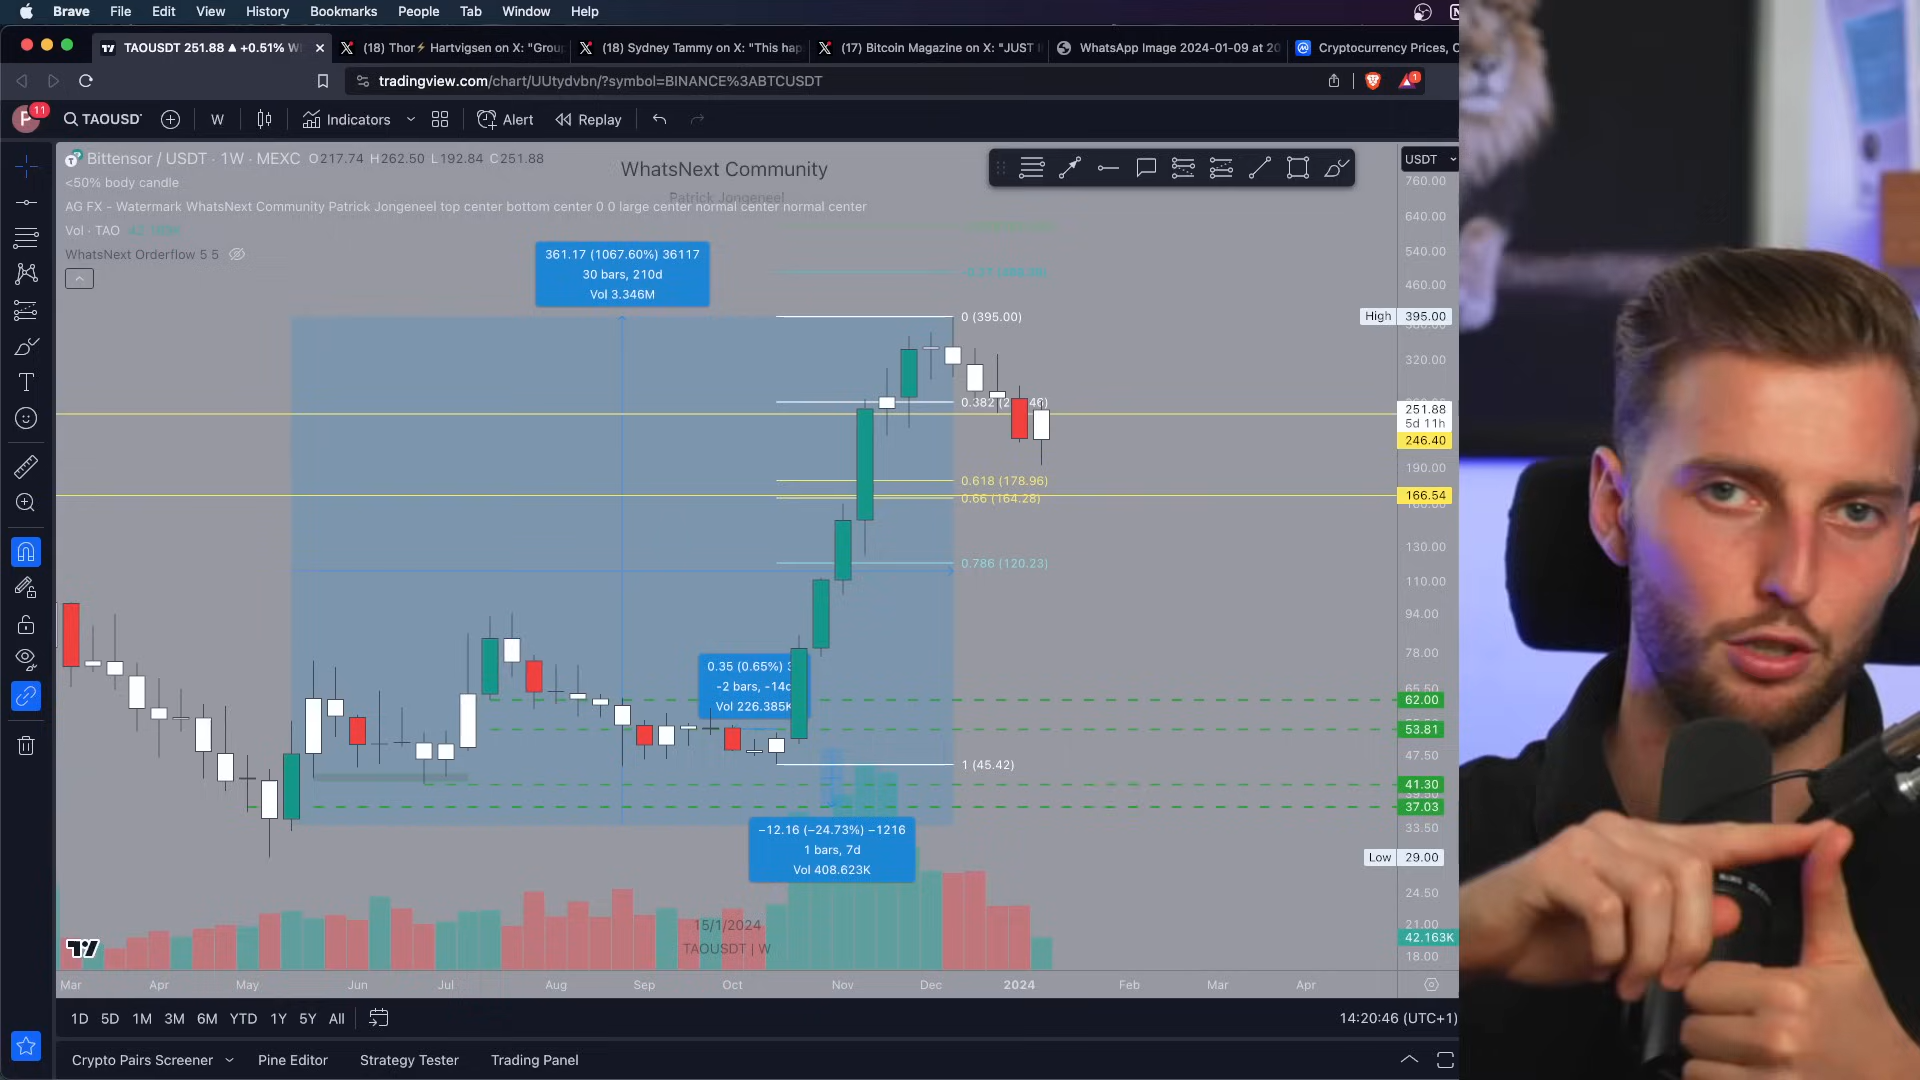 Brave File Edit View History Bookmarks People Tab Window Help
TAOUSDT 251.88 ▲ +0.51% W
(18) Thor⚡ Hartvigsen on X: "Grou
(18) Sydney Tammy on X: "This hap
(17) Bitcoin Magazine on X: "JUST
WhatsApp Image 2024-01-09 at 20
Cryptocurrency Prices, C
tradingview.com/chart/UUtydvbn/?symbol=BINANCE%3ABTCUSDT
1
P 11 TAOUSD W Indicators Alert Replay
Bittensor / USDT · 1W · MEXC O217.74 H262.50 L192.84 C251.88
WhatsNext Community
USDT
<50% body candle
Patrick Jongeneel
AG FX - Watermark WhatsNext Community Patrick Jongeneel top center bottom center 0 0 large center normal center normal center
Vol · TAO
WhatsNext Orderflow 5 5
361.17 (1067.60%) 36117
30 bars, 210d
Vol 3.346M
0 (395.00)
0.382
0.618 (178.96)
0.66 (164.28)
0.786 (120.23)
1 (45.42)
0.35 (0.65%)
-2 bars, -14d
Vol 226.385K
−12.16 (−24.73%) −1216
1 bars, 7d
Vol 408.623K
760.00
640.00
540.00
460.00
High 395.00
320.00
251.88
5d 11h
246.40
190.00
166.54
130.00
110.00
94.00
78.00
65.50
62.00
53.81
47.50
41.30
37.03
33.50
Low 29.00
24.50
21.00
42.163K
18.00
15/1/2024
TAOUSDT | W
Mar Apr May Jun Jul Aug Sep Oct Nov Dec 2024 Feb Mar Apr
1D 5D 1M 3M 6M YTD 1Y 5Y All
14:20:46 (UTC+1)
Crypto Pairs Screener Pine Editor Strategy Tester Trading Panel